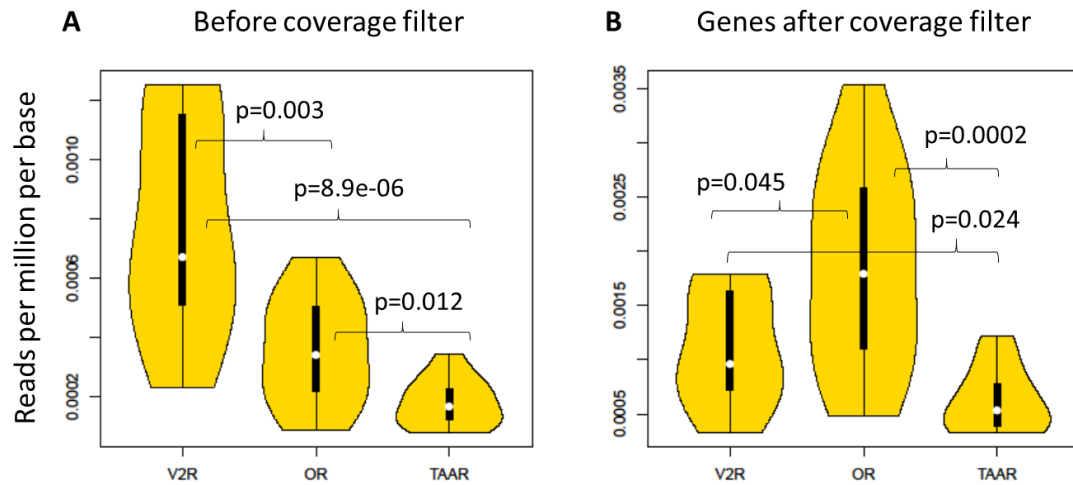 A Before coverage filter
B Genes after coverage filter
Reads per million per base
0.0010
0.0006
0.0002
p=0.003
p=8.9e-06
p=0.012
V2R OR TAAR
0.0035
0.0025
0.0015
0.0005
p=0.0002
p=0.045
p=0.024
V2R OR TAAR